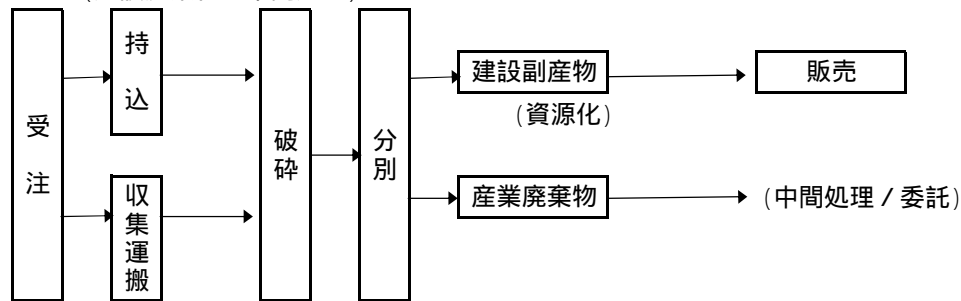 受注
持込
収集運搬
破砕
分別
建設副産物
(資源化)
販売
産業廃棄物
(中間処理 / 委託)